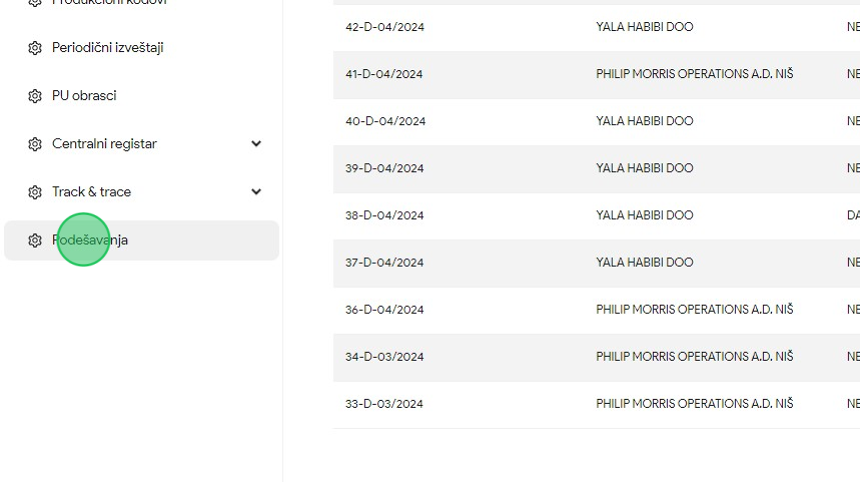 Produkcioni kodovi
Periodični izveštaji
PU obrasci
Centralni registar
Track & trace
Podešavanja
42-D-04/2024 YALA HABIBI DOO NE
41-D-04/2024 PHILIP MORRIS OPERATIONS A.D. NIŠ NE
40-D-04/2024 YALA HABIBI DOO NE
39-D-04/2024 YALA HABIBI DOO NE
38-D-04/2024 YALA HABIBI DOO DA
37-D-04/2024 YALA HABIBI DOO NE
36-D-04/2024 PHILIP MORRIS OPERATIONS A.D. NIŠ NE
34-D-03/2024 PHILIP MORRIS OPERATIONS A.D. NIŠ NE
33-D-03/2024 PHILIP MORRIS OPERATIONS A.D. NIŠ NE